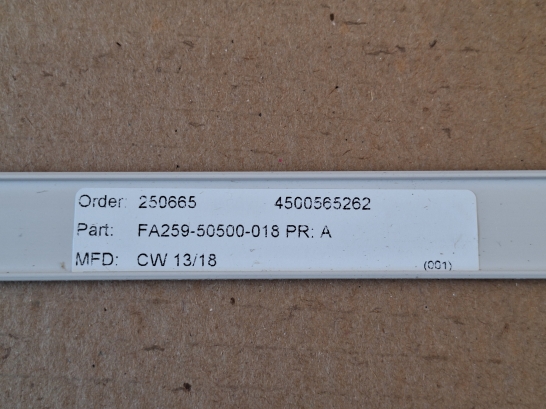 Order: 250665 4500565262
Part: FA259-50500-018 PR: A
MFD: CW 13/18
(001)